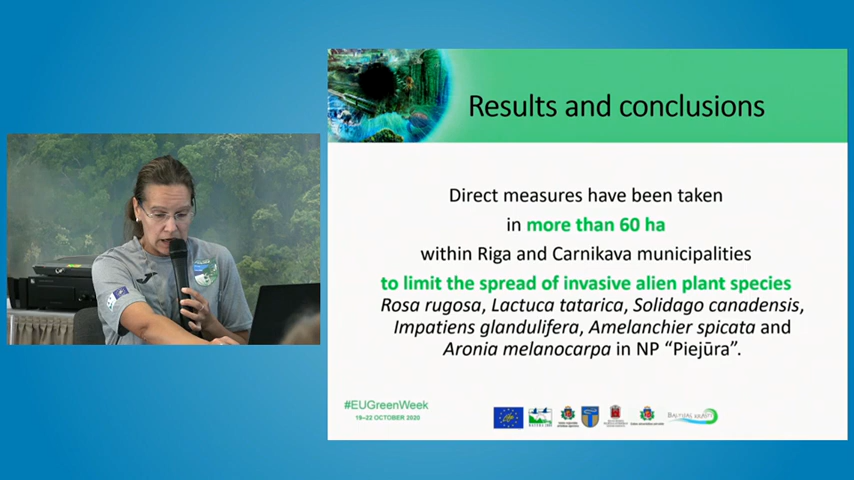 Results and conclusions
Direct measures have been taken
in more than 60 ha
within Riga and Carnikava municipalities
to limit the spread of invasive alien plant species
Rosa rugosa, Lactuca tatarica, Solidago canadensis,
Impatiens glandulifera, Amelanchier spicata and
Aronia melanocarpa in NP “Piejūra”.
#EUGreenWeek
19–22 OCTOBER 2020